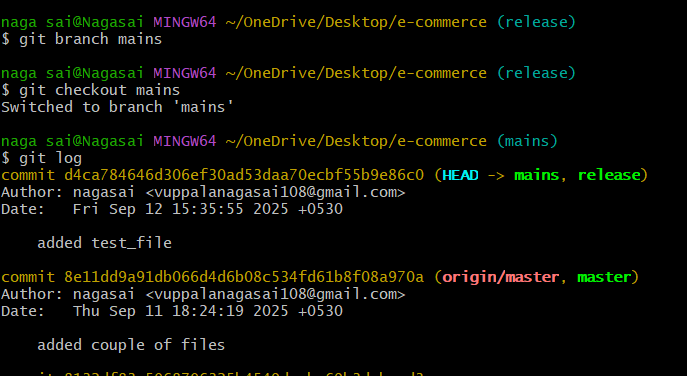 naga sai@Nagasai MINGW64 ~/OneDrive/Desktop/e-commerce (release)
$ git branch mains
naga sai@Nagasai MINGW64 ~/OneDrive/Desktop/e-commerce (release)
$ git checkout mains
Switched to branch 'mains'
naga sai@Nagasai MINGW64 ~/OneDrive/Desktop/e-commerce (mains)
$ git log
commit d4ca784646d306ef30ad53daa70ecbf55b9e86c0 (HEAD -> mains, release)
Author: nagasai <vuppalanagasai108@gmail.com>
Date:   Fri Sep 12 15:35:55 2025 +0530
added test_file
commit 8e11dd9a91db066d4d6b08c534fd61b8f08a970a (origin/master, master)
Author: nagasai <vuppalanagasai108@gmail.com>
Date:   Thu Sep 11 18:24:19 2025 +0530
added couple of files